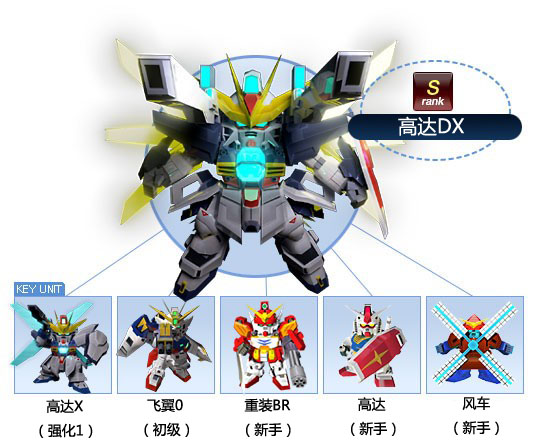 S
rank
高达DX
KEY UNIT
高达X
（强化1）
飞翼0
（初级）
重装BR
（新手）
高达
（新手）
风车
（新手）